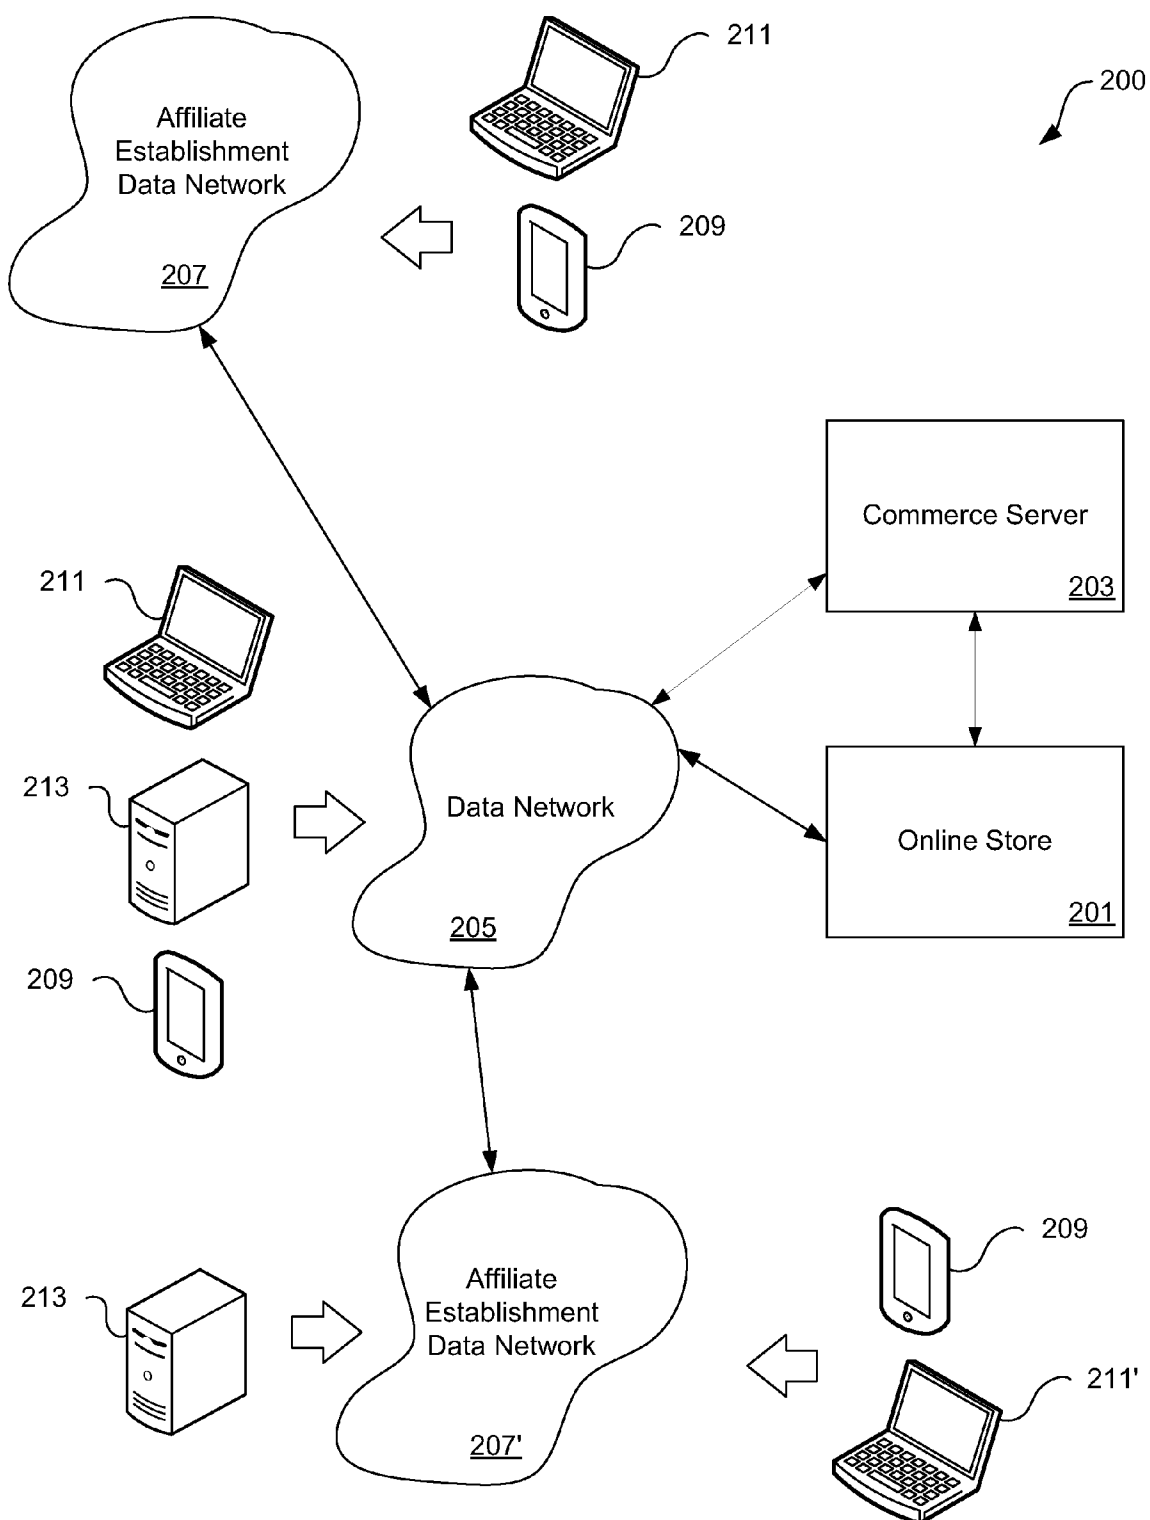 211
200
Affiliate
Establishment
Data Network
207
209
Commerce Server
203
211
213
Data Network
205
Online Store
201
209
213
Affiliate
Establishment
Data Network
207'
209
211'